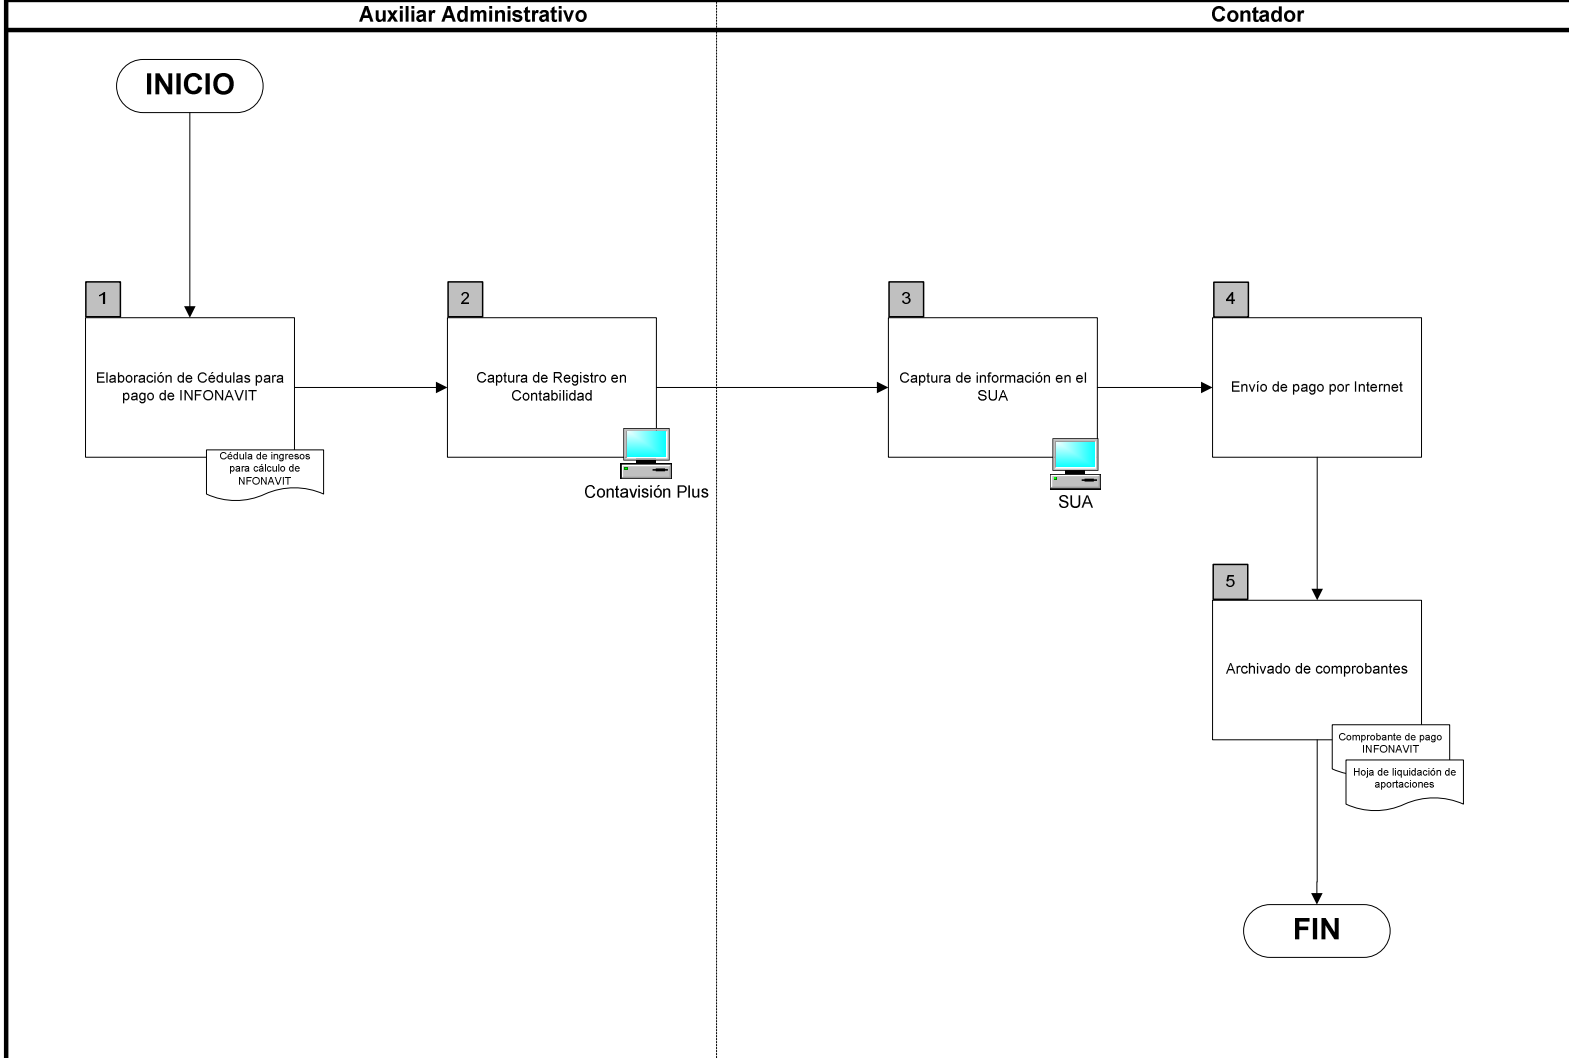 Auxiliar Administrativo
Contador
INICIO
1
Elaboración de Cédulas para
pago de INFONAVIT
Cédula de ingresos
para cálculo de
NFONAVIT
2
Captura de Registro en
Contabilidad
Contavisión Plus
3
Captura de información en el
SUA
SUA
4
Envío de pago por Internet
5
Archivado de comprobantes
Comprobante de pago
INFONAVIT
Hoja de liquidación de
aportaciones
FIN